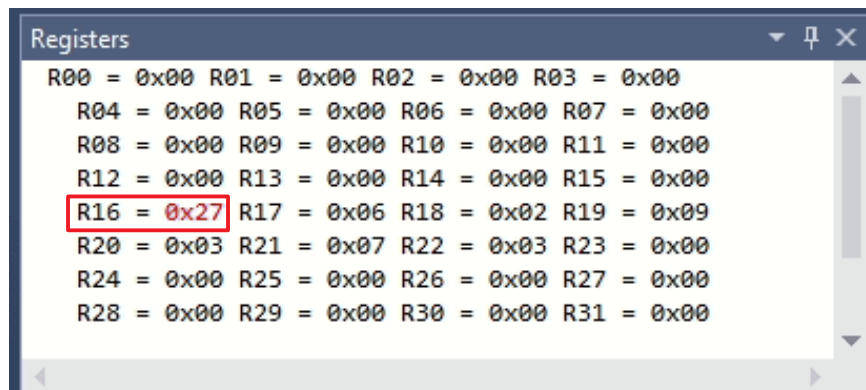 Registers
R00 = 0x00 R01 = 0x00 R02 = 0x00 R03 = 0x00
R04 = 0x00 R05 = 0x00 R06 = 0x00 R07 = 0x00
R08 = 0x00 R09 = 0x00 R10 = 0x00 R11 = 0x00
R12 = 0x00 R13 = 0x00 R14 = 0x00 R15 = 0x00
R16 = 0x27 R17 = 0x06 R18 = 0x02 R19 = 0x09
R20 = 0x03 R21 = 0x07 R22 = 0x03 R23 = 0x00
R24 = 0x00 R25 = 0x00 R26 = 0x00 R27 = 0x00
R28 = 0x00 R29 = 0x00 R30 = 0x00 R31 = 0x00